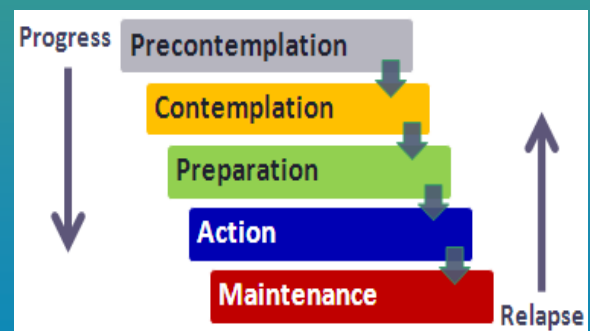 Progress
Precontemplation
Contemplation
Preparation
Action
Maintenance
Relapse